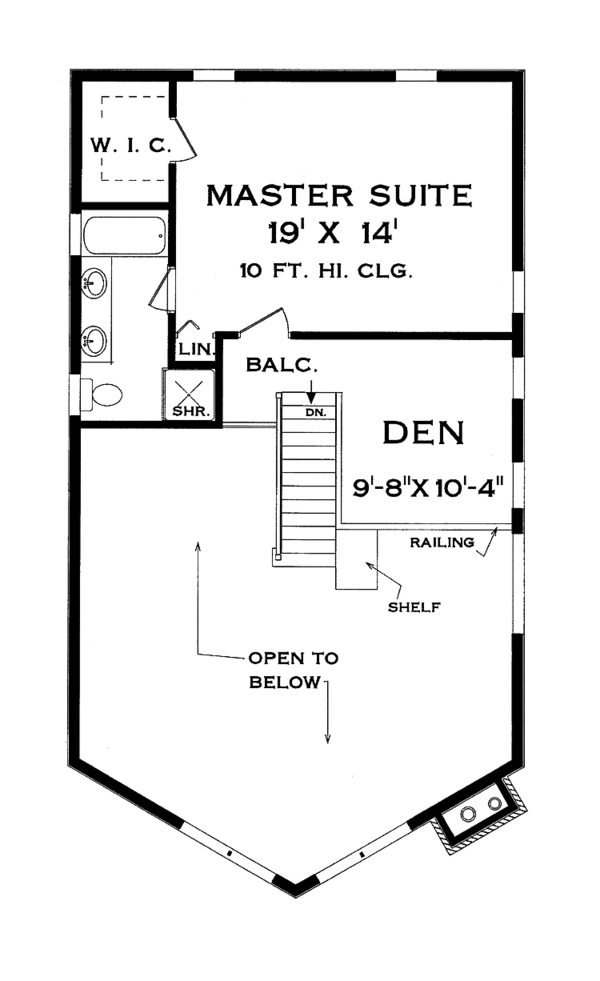 W. I. C.
MASTER SUITE
19' X 14'
10 FT. HI. CLG.
LIN.
BALC.
SHR.
DN.
DEN
9'-8"X 10'-4"
RAILING
SHELF
OPEN TO
BELOW